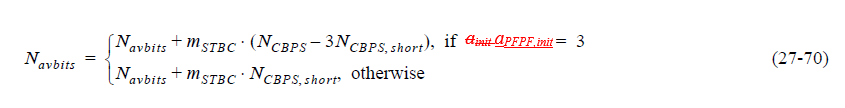 N_avbits = { N_avbits + m_STBC · (N_CBPS – 3N_CBPS, short), if a_init a_PFPF,init = 3
N_avbits + m_STBC · N_CBPS, short, otherwise
(27-70)